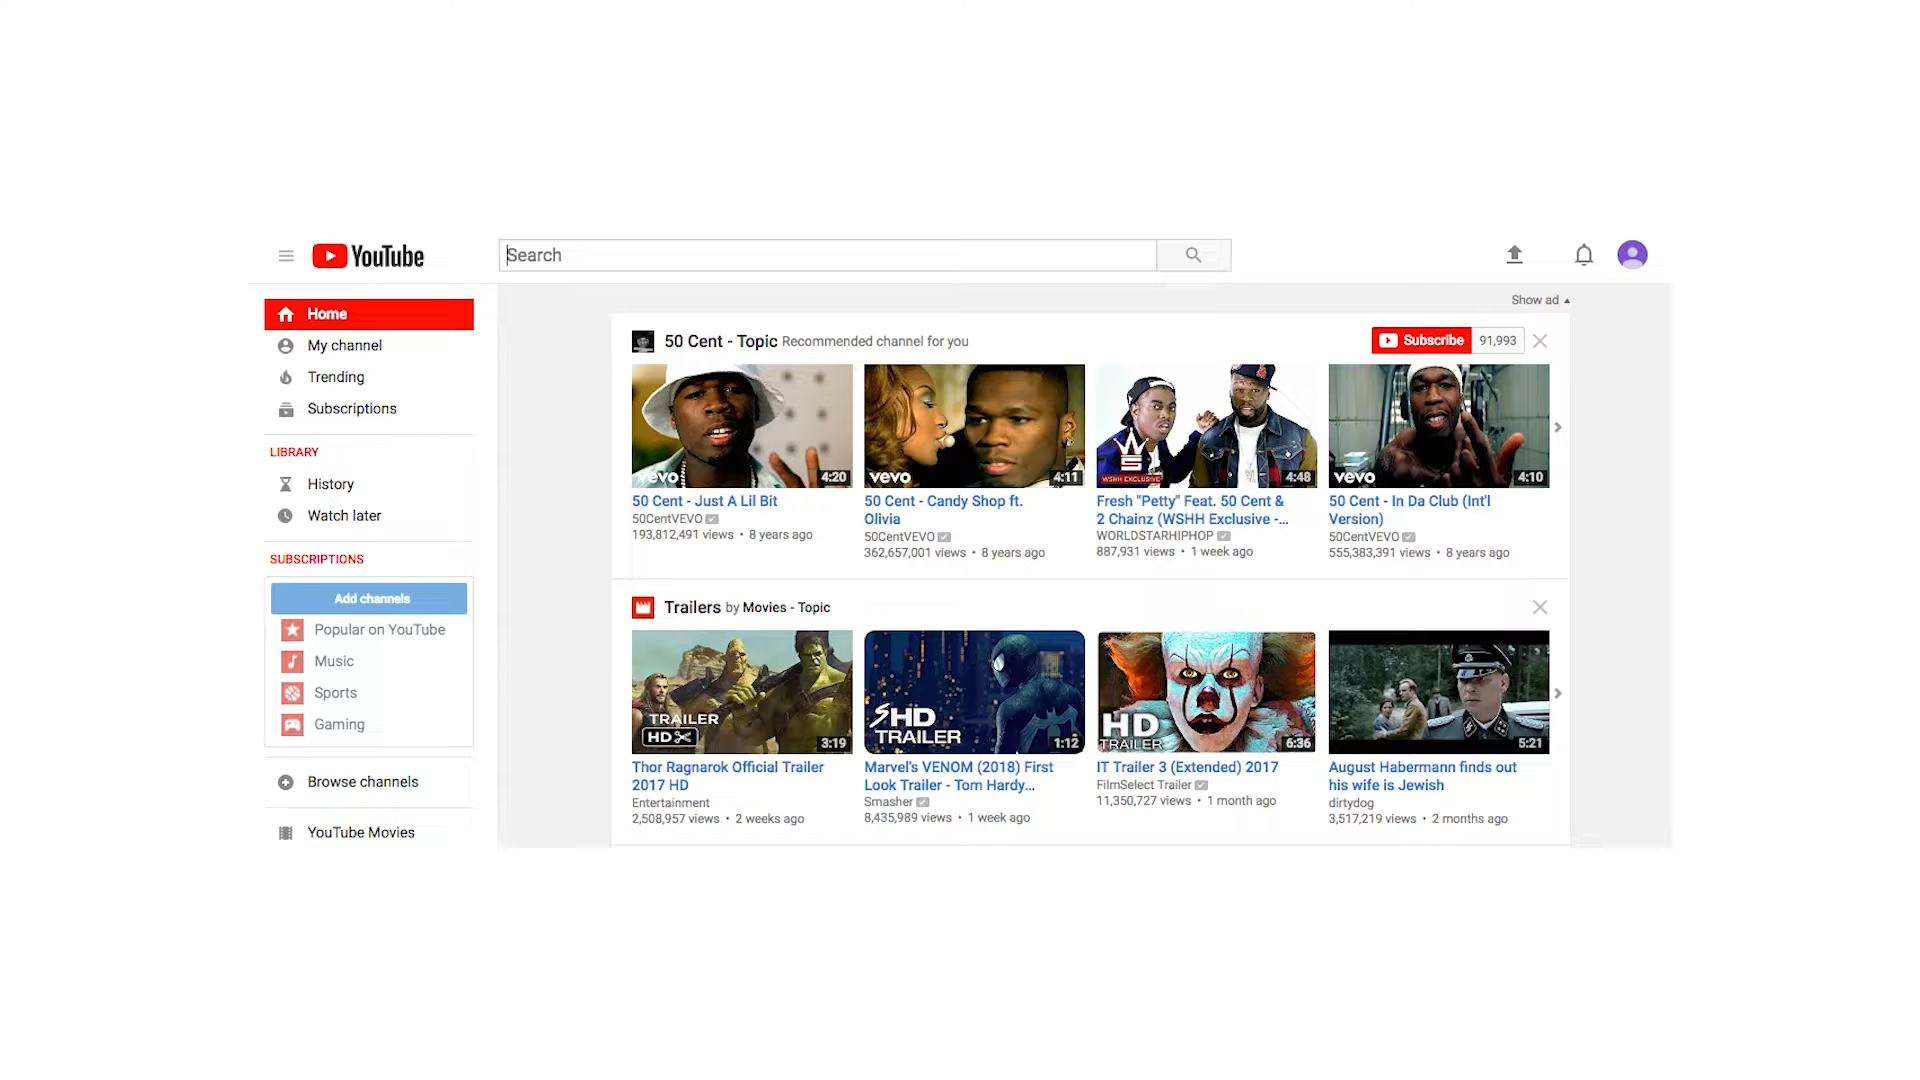 YouTube
Search
Home
My channel
Trending
Subscriptions
LIBRARY
History
Watch later
SUBSCRIPTIONS
Add channels
Popular on YouTube
Music
Sports
Gaming
Browse channels
YouTube Movies
Show ad
50 Cent - Topic Recommended channel for you
Subscribe 91,993
vevo 4:20
50 Cent - Just A Lil Bit
50CentVEVO
193,812,491 views • 8 years ago
vevo 4:11
50 Cent - Candy Shop ft.
Olivia
50CentVEVO
362,657,001 views • 8 years ago
WSHH EXCLUSIVE 4:48
Fresh "Petty" Feat. 50 Cent &
2 Chainz (WSHH Exclusive -...
WORLDSTARHIPHOP
887,931 views • 1 week ago
vevo 4:10
50 Cent - In Da Club (Int'l
Version)
50CentVEVO
555,383,391 views • 8 years ago
Trailers by Movies - Topic
TRAILER
HD 3:19
Thor Ragnarok Official Trailer
2017 HD
Entertainment
2,508,957 views • 2 weeks ago
HD
TRAILER 1:12
Marvel's VENOM (2018) First
Look Trailer - Tom Hardy...
Smasher
8,435,989 views • 1 week ago
HD
TRAILER 6:36
IT Trailer 3 (Extended) 2017
FilmSelect Trailer
11,350,727 views • 1 month ago
5:21
August Habermann finds out
his wife is Jewish
dirtydog
3,517,219 views • 2 months ago